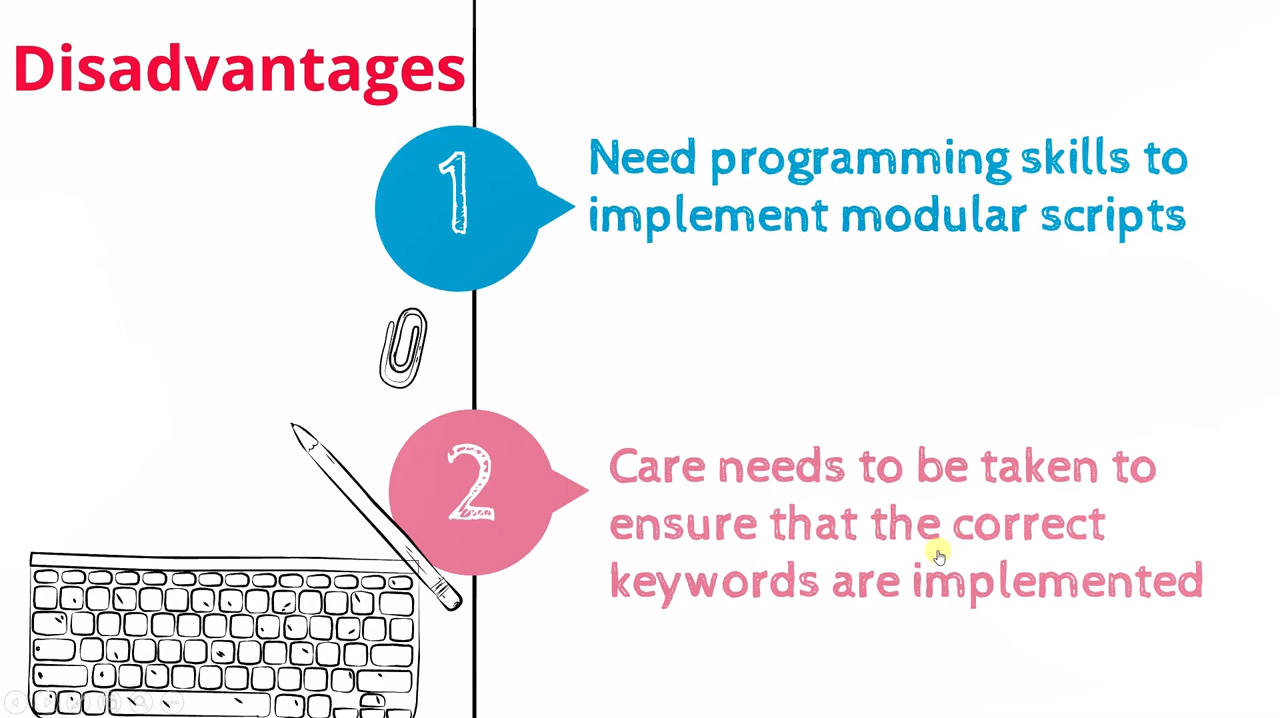 Disadvantages
1
Need programming skills to
implement modular scripts
2
Care needs to be taken to
ensure that the correct
keywords are implemented